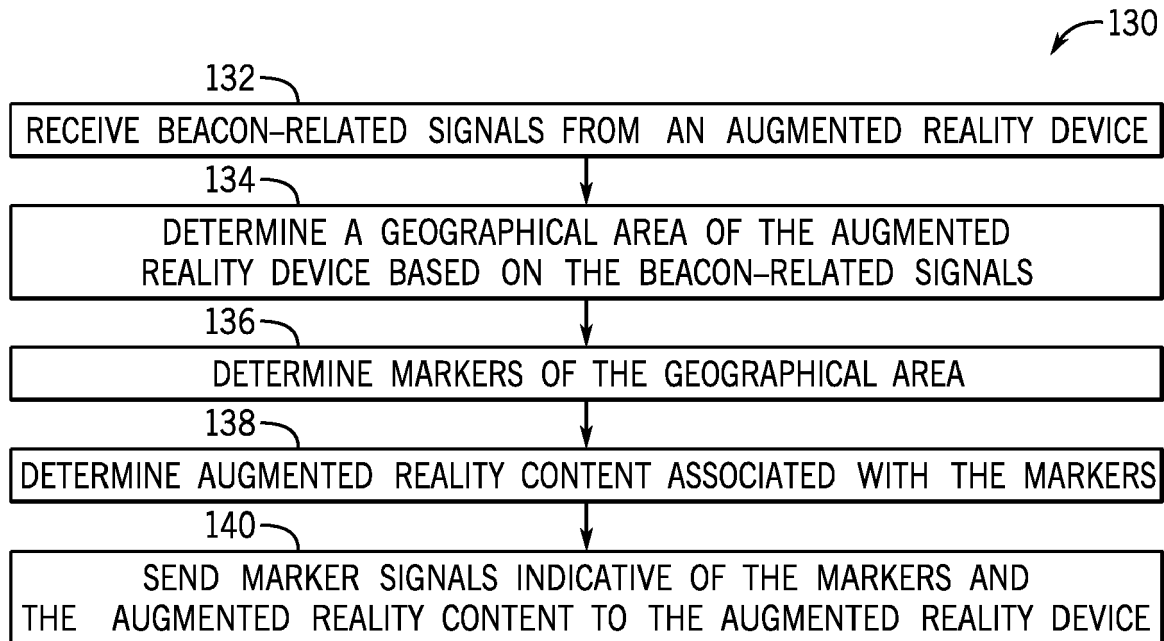 130
132
RECEIVE BEACON–RELATED SIGNALS FROM AN AUGMENTED REALITY DEVICE
134
DETERMINE A GEOGRAPHICAL AREA OF THE AUGMENTED
REALITY DEVICE BASED ON THE BEACON–RELATED SIGNALS
136
DETERMINE MARKERS OF THE GEOGRAPHICAL AREA
138
DETERMINE AUGMENTED REALITY CONTENT ASSOCIATED WITH THE MARKERS
140
SEND MARKER SIGNALS INDICATIVE OF THE MARKERS AND
THE AUGMENTED REALITY CONTENT TO THE AUGMENTED REALITY DEVICE